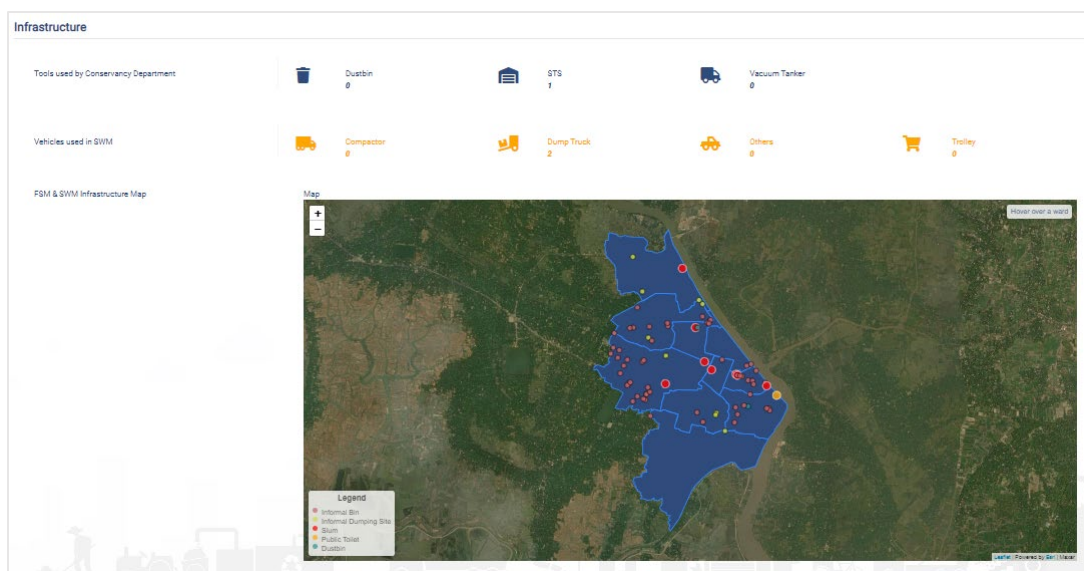 Infrastructure
Tools used by Conservancy Department
Dustbin
0
STS
1
Vacuum Tanker
0
Vehicles used in SWM
Compactor
0
Dump Truck
2
Others
0
Trolley
0
FSM & SWM Infrastructure Map
Map
+
−
Hover over a ward
Legend
Informal Bin
Informal Dumping Site
Slum
Public Toilet
Dustbin
Leaflet | Powered by Esri | Maxar